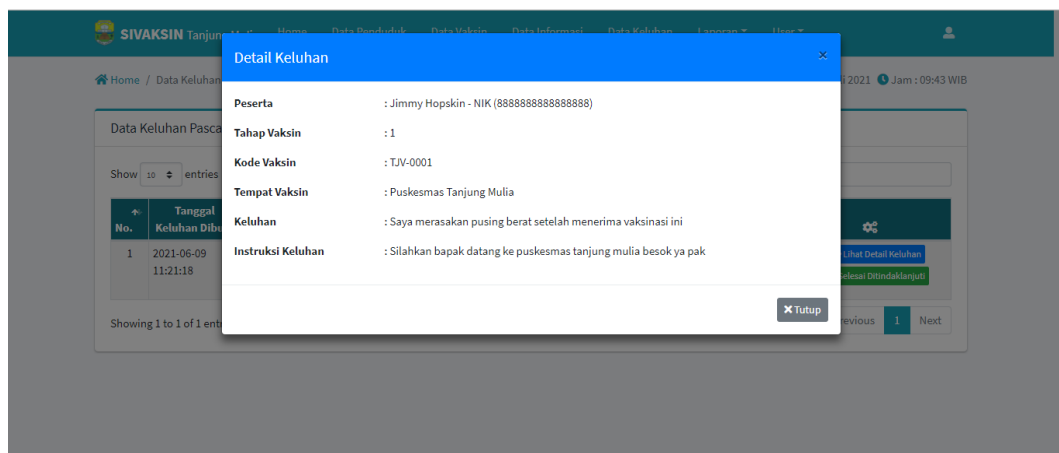 SIVAKSIN Tanjung
Home Data Penduduk Data Vaksin Data Informasi Data Keluhan Laporan User
Home / Data Keluhan
2021 Jam : 09:43 WIB
Detail Keluhan ×
Peserta : Jimmy Hopskin - NIK (8888888888888888)
Tahap Vaksin : 1
Kode Vaksin : TJV-0001
Tempat Vaksin : Puskesmas Tanjung Mulia
Keluhan : Saya merasakan pusing berat setelah menerima vaksinasi ini
Instruksi Keluhan : Silahkan bapak datang ke puskesmas tanjung mulia besok ya pak
Tutup
Data Keluhan Pasca
Show 10 entries
No. Tanggal
Keluhan Dibu
1 2021-06-09
11:21:18
Lihat Detail Keluhan
Selesai Ditindaklanjuti
Showing 1 to 1 of 1 ent
revious 1 Next